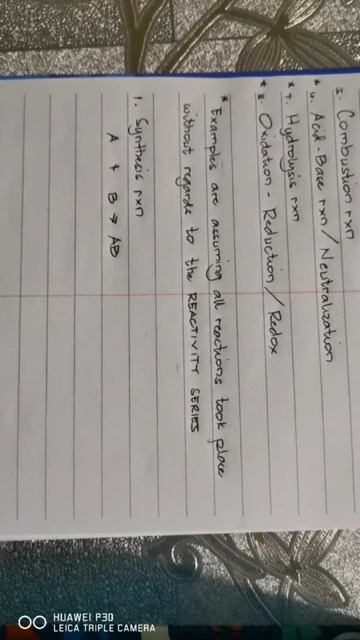 5. Combustion rxn
* 6. Acid-Base rxn / Neutralization
* 7. Hydrolysis rxn
* 8. Oxidation-Reduction / Redox
* Examples are assuming all reactions took place
without regards to the REACTIVITY SERIES
1. Synthesis rxn
A + B → AB
HUAWEI P30
LEICA TRIPLE CAMERA